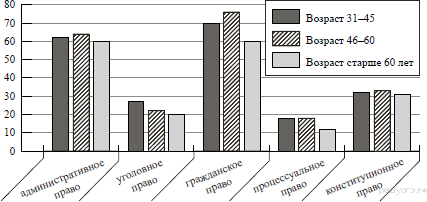 80
70
60
50
40
30
20
10
0
Возраст 31–45
Возраст 46–60
Возраст старше 60 лет
административное
право
уголовное
право
гражданское
право
процессуальное
право
конституционное
право